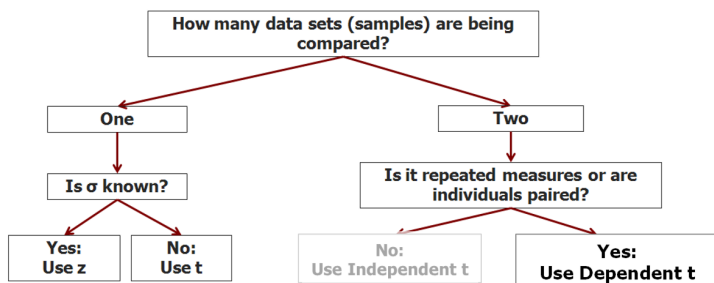 How many data sets (samples) are being
compared?
One
Two
Is σ known?
Is it repeated measures or are
individuals paired?
Yes:
Use z
No:
Use t
No:
Use Independent t
Yes:
Use Dependent t